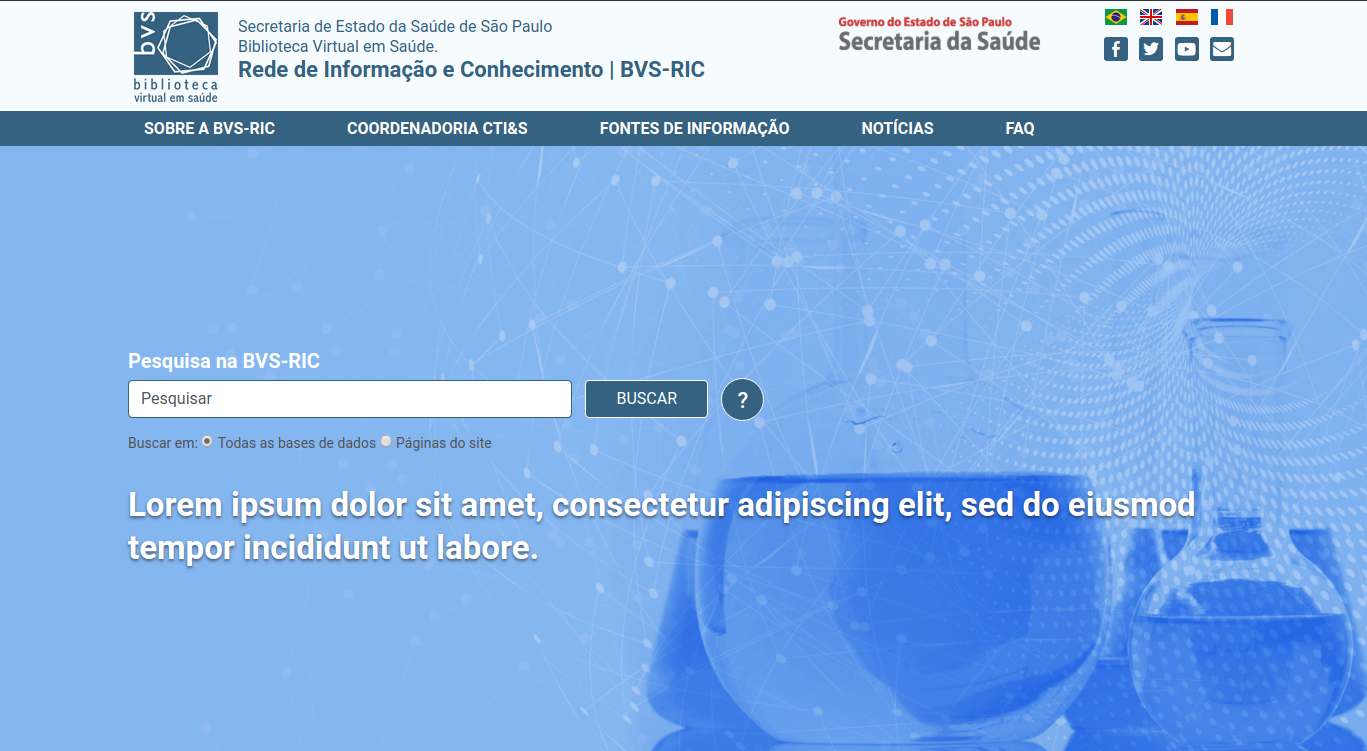 bvs
biblioteca
virtual em saúde
Secretaria de Estado da Saúde de São Paulo
Biblioteca Virtual em Saúde.
Rede de Informação e Conhecimento | BVS-RIC
Governo do Estado de São Paulo
Secretaria da Saúde
SOBRE A BVS-RIC
COORDENADORIA CTI&S
FONTES DE INFORMAÇÃO
NOTÍCIAS
FAQ
Pesquisa na BVS-RIC
Pesquisar
BUSCAR
?
Buscar em: Todas as bases de dados Páginas do site
Lorem ipsum dolor sit amet, consectetur adipiscing elit, sed do eiusmod
tempor incididunt ut labore.